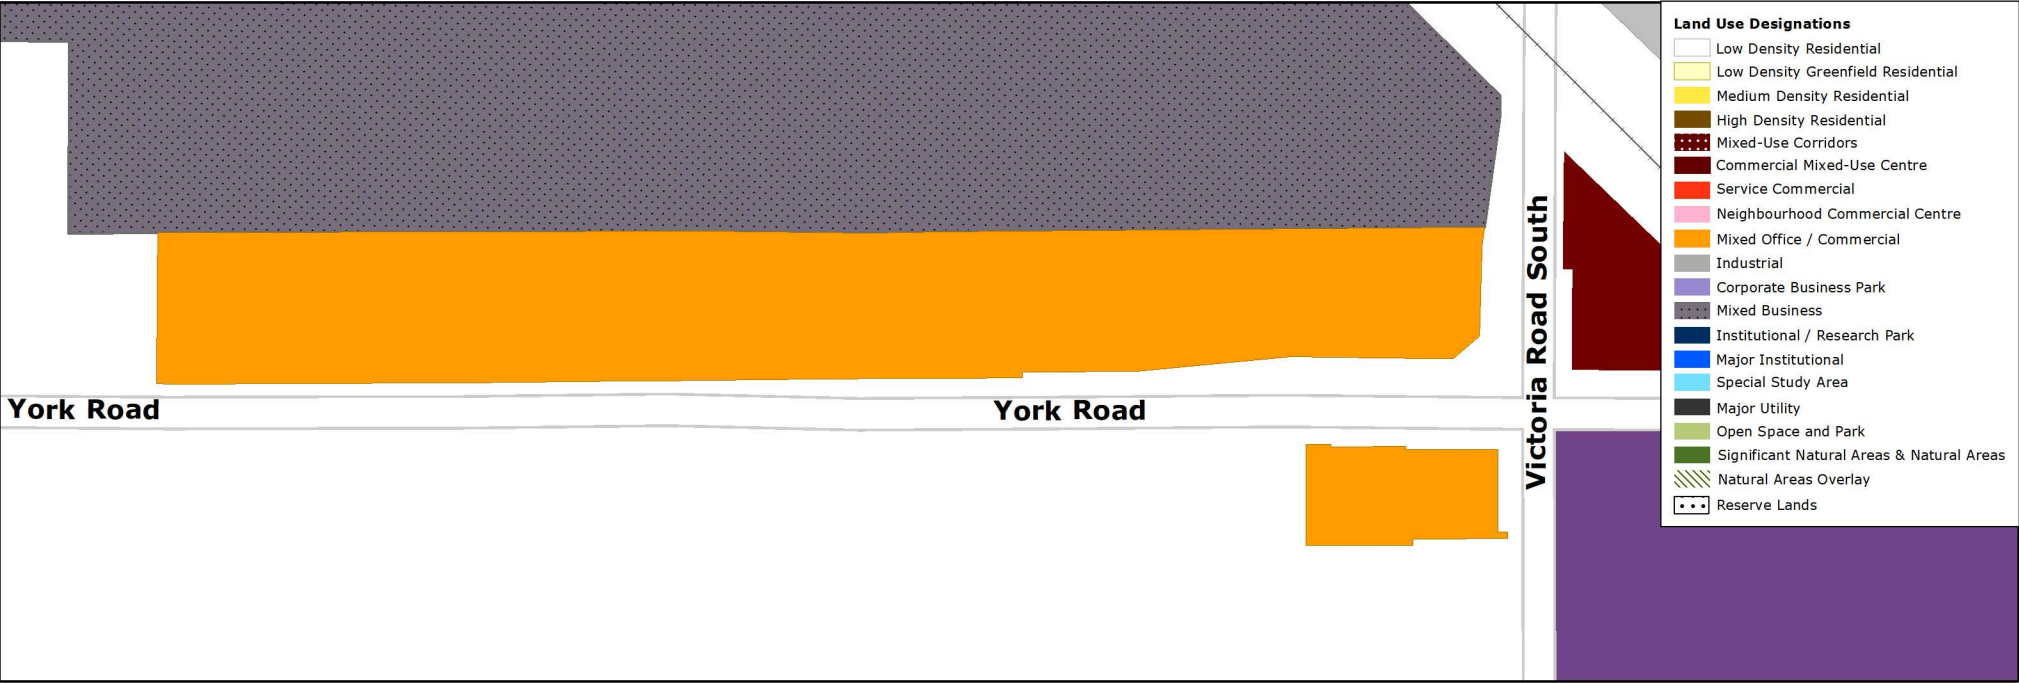 Land Use Designations
Low Density Residential
Low Density Greenfield Residential
Medium Density Residential
High Density Residential
Mixed-Use Corridors
Commercial Mixed-Use Centre
Service Commercial
Neighbourhood Commercial Centre
Mixed Office / Commercial
Industrial
Corporate Business Park
Mixed Business
Institutional / Research Park
Major Institutional
Special Study Area
Major Utility
Open Space and Park
Significant Natural Areas & Natural Areas
Natural Areas Overlay
Reserve Lands
York Road
York Road
Victoria Road South